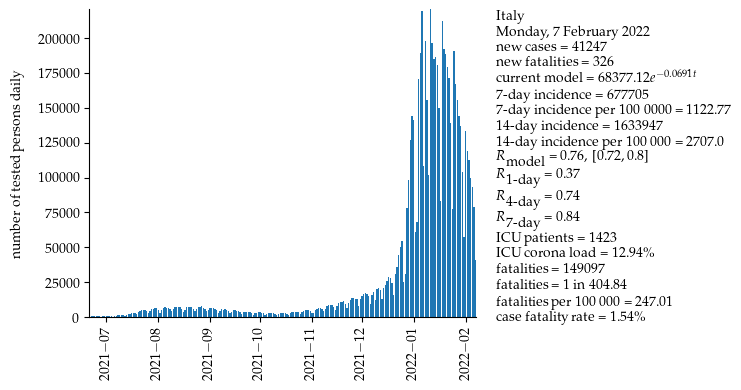 number of tested persons daily
200000
175000
150000
125000
100000
75000
50000
25000
0
2021−07
2021−08
2021−09
2021−10
2021−11
2021−12
2022−01
2022−02
Italy
Monday, 7 February 2022
new cases = 41247
new fatalities = 326
current model = 68377.12e^{−0.0691t}
7-day incidence = 677705
7-day incidence per 100 0000 = 1122.77
14-day incidence = 1633947
14-day incidence per 100 000 = 2707.0
R_model = 0.76, [0.72, 0.8]
R_1-day = 0.37
R_4-day = 0.74
R_7-day = 0.84
ICU patients = 1423
ICU corona load = 12.94%
fatalities = 149097
fatalities = 1 in 404.84
fatalities per 100 000 = 247.01
case fatality rate = 1.54%